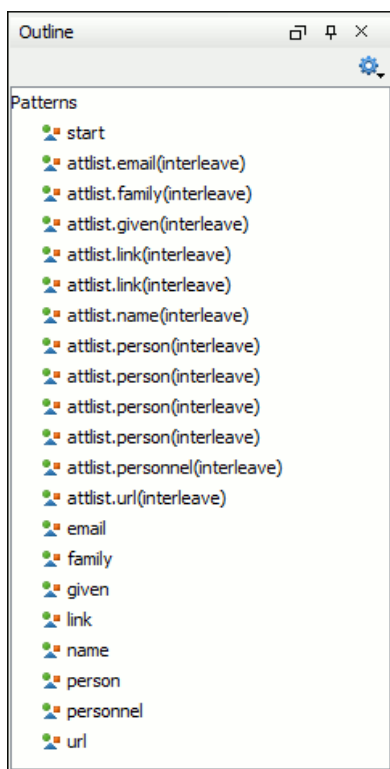 Outline
Patterns
start
attlist.email(interleave)
attlist.family(interleave)
attlist.given(interleave)
attlist.link(interleave)
attlist.link(interleave)
attlist.name(interleave)
attlist.person(interleave)
attlist.person(interleave)
attlist.person(interleave)
attlist.person(interleave)
attlist.personnel(interleave)
attlist.url(interleave)
email
family
given
link
name
person
personnel
url